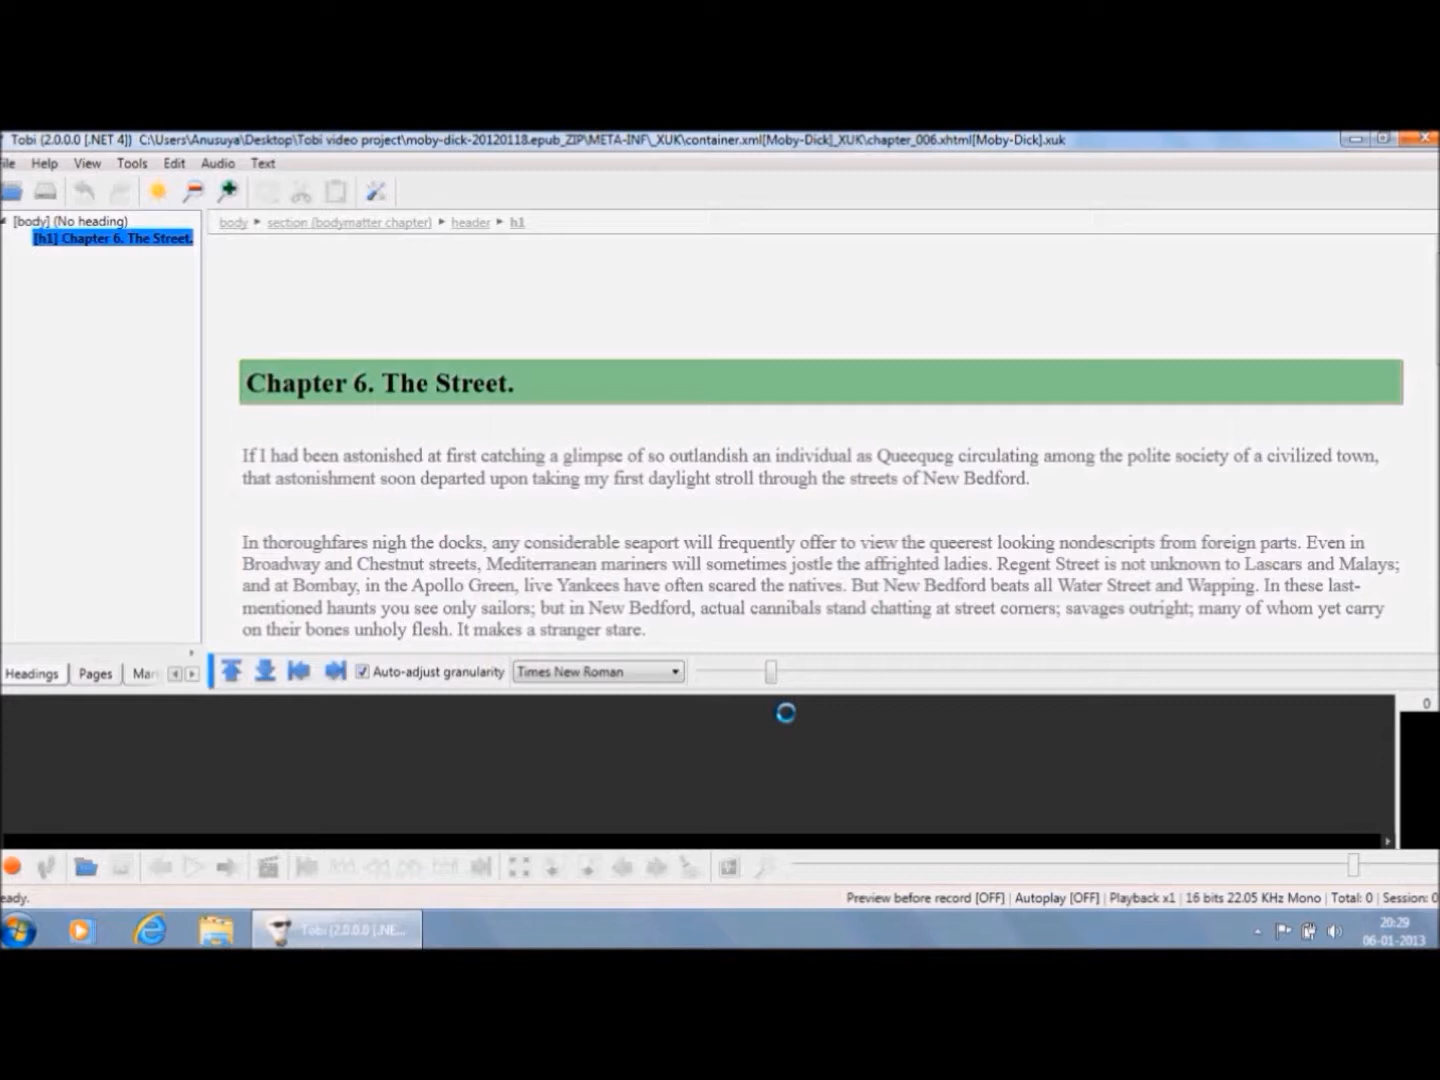 Tobi (2.0.0.0 [.NET 4]) C:\Users\Anusuya\Desktop\Tobi video project\moby-dick-20120118.epub_ZIP\META-INF\_XUK\container.xml[Moby-Dick]_XUK\chapter_006.xhtml[Moby-Dick].xuk
ile Help View Tools Edit Audio Text
[body] (No heading)
[h1] Chapter 6. The Street.
body section (bodymatter chapter) header h1
Chapter 6. The Street.
If I had been astonished at first catching a glimpse of so outlandish an individual as Queequeg circulating among the polite society of a civilized town,
that astonishment soon departed upon taking my first daylight stroll through the streets of New Bedford.
In thoroughfares nigh the docks, any considerable seaport will frequently offer to view the queerest looking nondescripts from foreign parts. Even in
Broadway and Chestnut streets, Mediterranean mariners will sometimes jostle the affrighted ladies. Regent Street is not unknown to Lascars and Malays;
and at Bombay, in the Apollo Green, live Yankees have often scared the natives. But New Bedford beats all Water Street and Wapping. In these last-
mentioned haunts you see only sailors; but in New Bedford, actual cannibals stand chatting at street corners; savages outright; many of whom yet carry
on their bones unholy flesh. It makes a stranger stare.
Headings Pages Mar
Auto-adjust granularity Times New Roman
0
eady.
Preview before record [OFF] | Autoplay [OFF] | Playback x1 | 16 bits 22.05 KHz Mono | Total: 0 | Session: 0
Tobi (2.0.0.0 [.NE...
20:29
06-01-2013